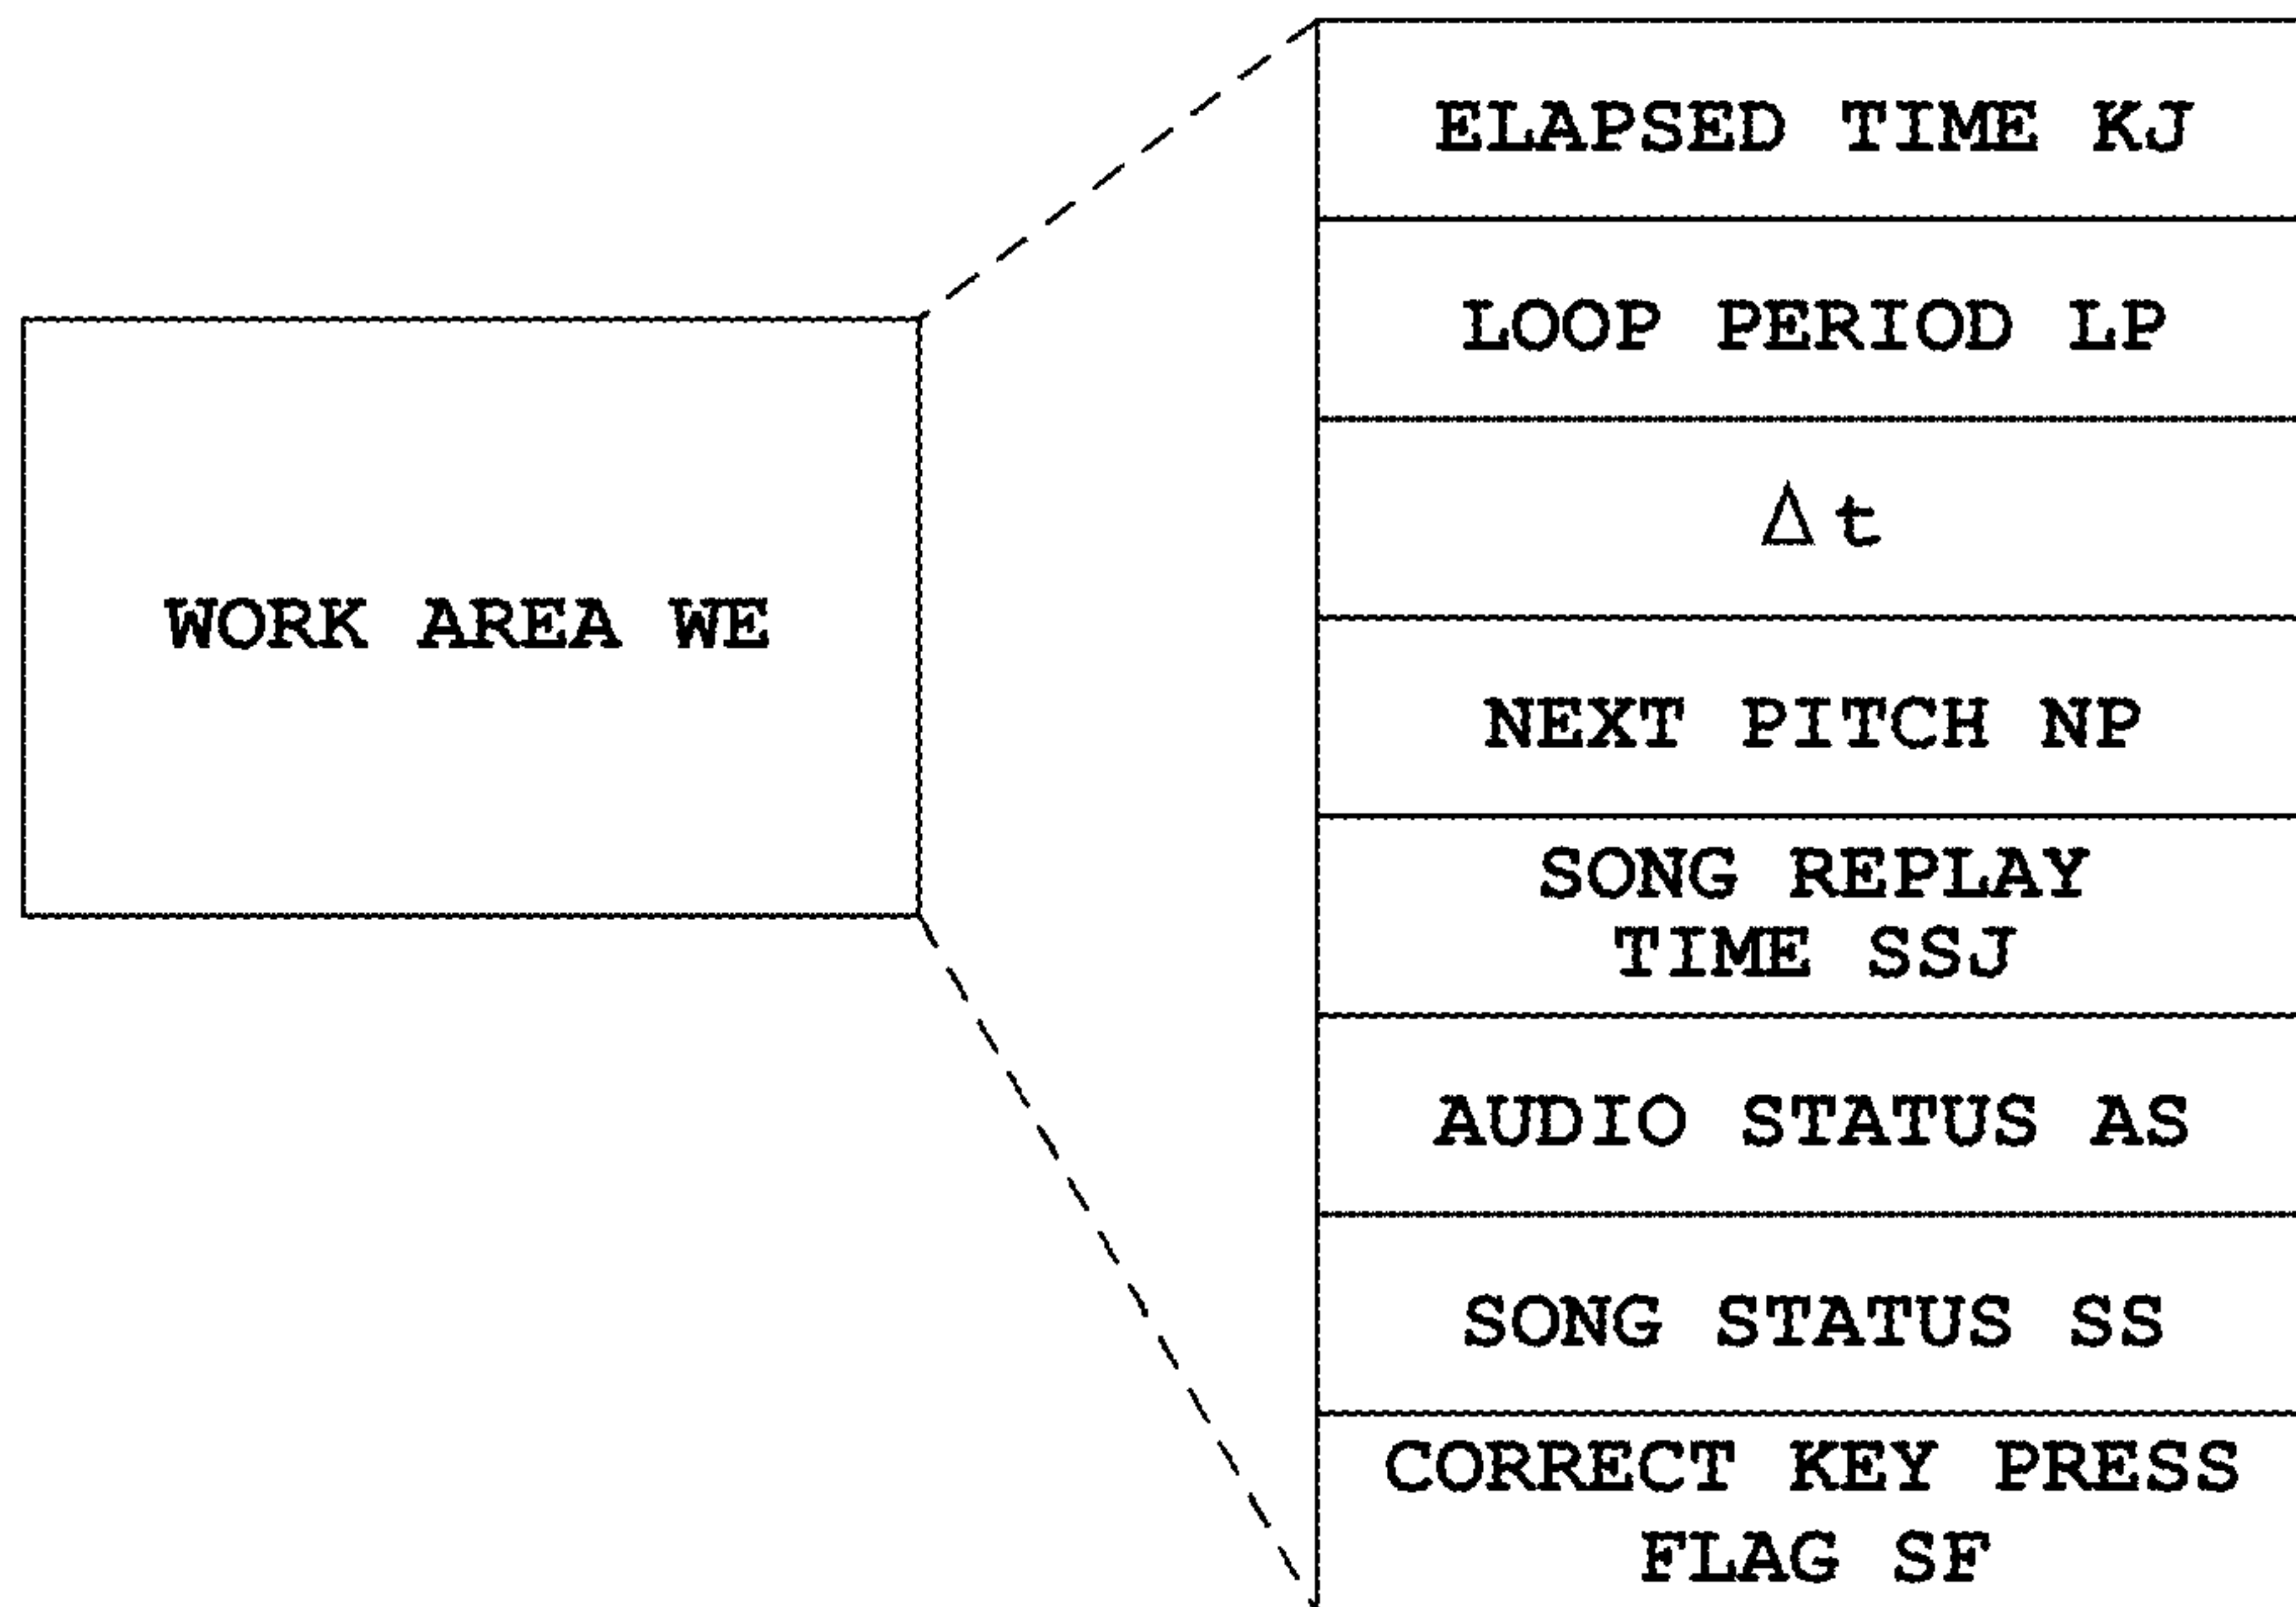 WORK AREA WE
ELAPSED TIME KJ
LOOP PERIOD LP
Δt
NEXT PITCH NP
SONG REPLAY
TIME SSJ
AUDIO STATUS AS
SONG STATUS SS
CORRECT KEY PRESS
FLAG SF